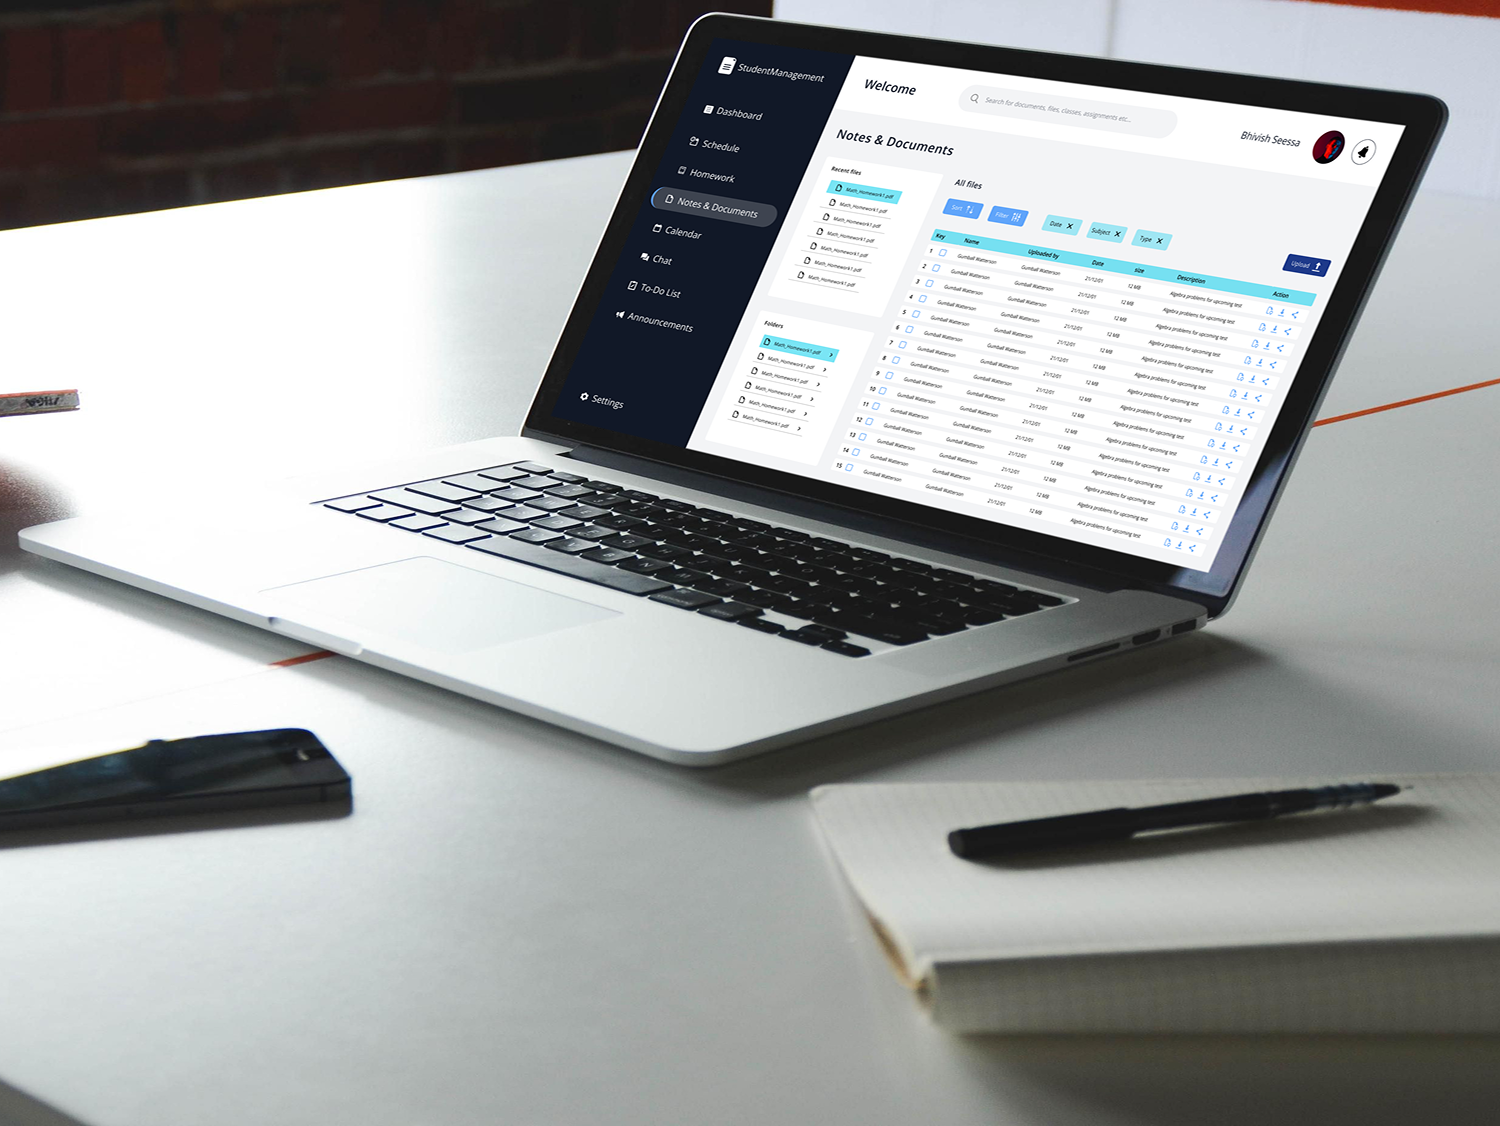 StudentManagement
Dashboard
Schedule
Homework
Notes & Documents
Calendar
Chat
To-Do List
Announcements
Settings
Welcome
Search for documents, files, classes, assignments etc...
Bhivish Seessa
Notes & Documents
Recent files
Math_Homework1.pdf
Math_Homework1.pdf
Math_Homework1.pdf
Math_Homework1.pdf
Math_Homework1.pdf
Math_Homework1.pdf
Math_Homework1.pdf
Folders
Math_Homework1.pdf
Math_Homework1.pdf
Math_Homework1.pdf
Math_Homework1.pdf
Math_Homework1.pdf
Math_Homework1.pdf
All files
Sort Filter Date Subject Type
Upload
Key Name Uploaded by Date size Description Action
1 Gumball Watterson Gumball Watterson 21/12/01 12 MB Algebra problems for upcoming test
2 Gumball Watterson Gumball Watterson 21/12/01 12 MB Algebra problems for upcoming test
3 Gumball Watterson Gumball Watterson 21/12/01 12 MB Algebra problems for upcoming test
4 Gumball Watterson Gumball Watterson 21/12/01 12 MB Algebra problems for upcoming test
5 Gumball Watterson Gumball Watterson 21/12/01 12 MB Algebra problems for upcoming test
6 Gumball Watterson Gumball Watterson 21/12/01 12 MB Algebra problems for upcoming test
7 Gumball Watterson Gumball Watterson 21/12/01 12 MB Algebra problems for upcoming test
8 Gumball Watterson Gumball Watterson 21/12/01 12 MB Algebra problems for upcoming test
9 Gumball Watterson Gumball Watterson 21/12/01 12 MB Algebra problems for upcoming test
10 Gumball Watterson Gumball Watterson 21/12/01 12 MB Algebra problems for upcoming test
11 Gumball Watterson Gumball Watterson 21/12/01 12 MB Algebra problems for upcoming test
12 Gumball Watterson Gumball Watterson 21/12/01 12 MB Algebra problems for upcoming test
13 Gumball Watterson Gumball Watterson 21/12/01 12 MB Algebra problems for upcoming test
14 Gumball Watterson Gumball Watterson 21/12/01 12 MB Algebra problems for upcoming test
15 Gumball Watterson Gumball Watterson 21/12/01 12 MB Algebra problems for upcoming test